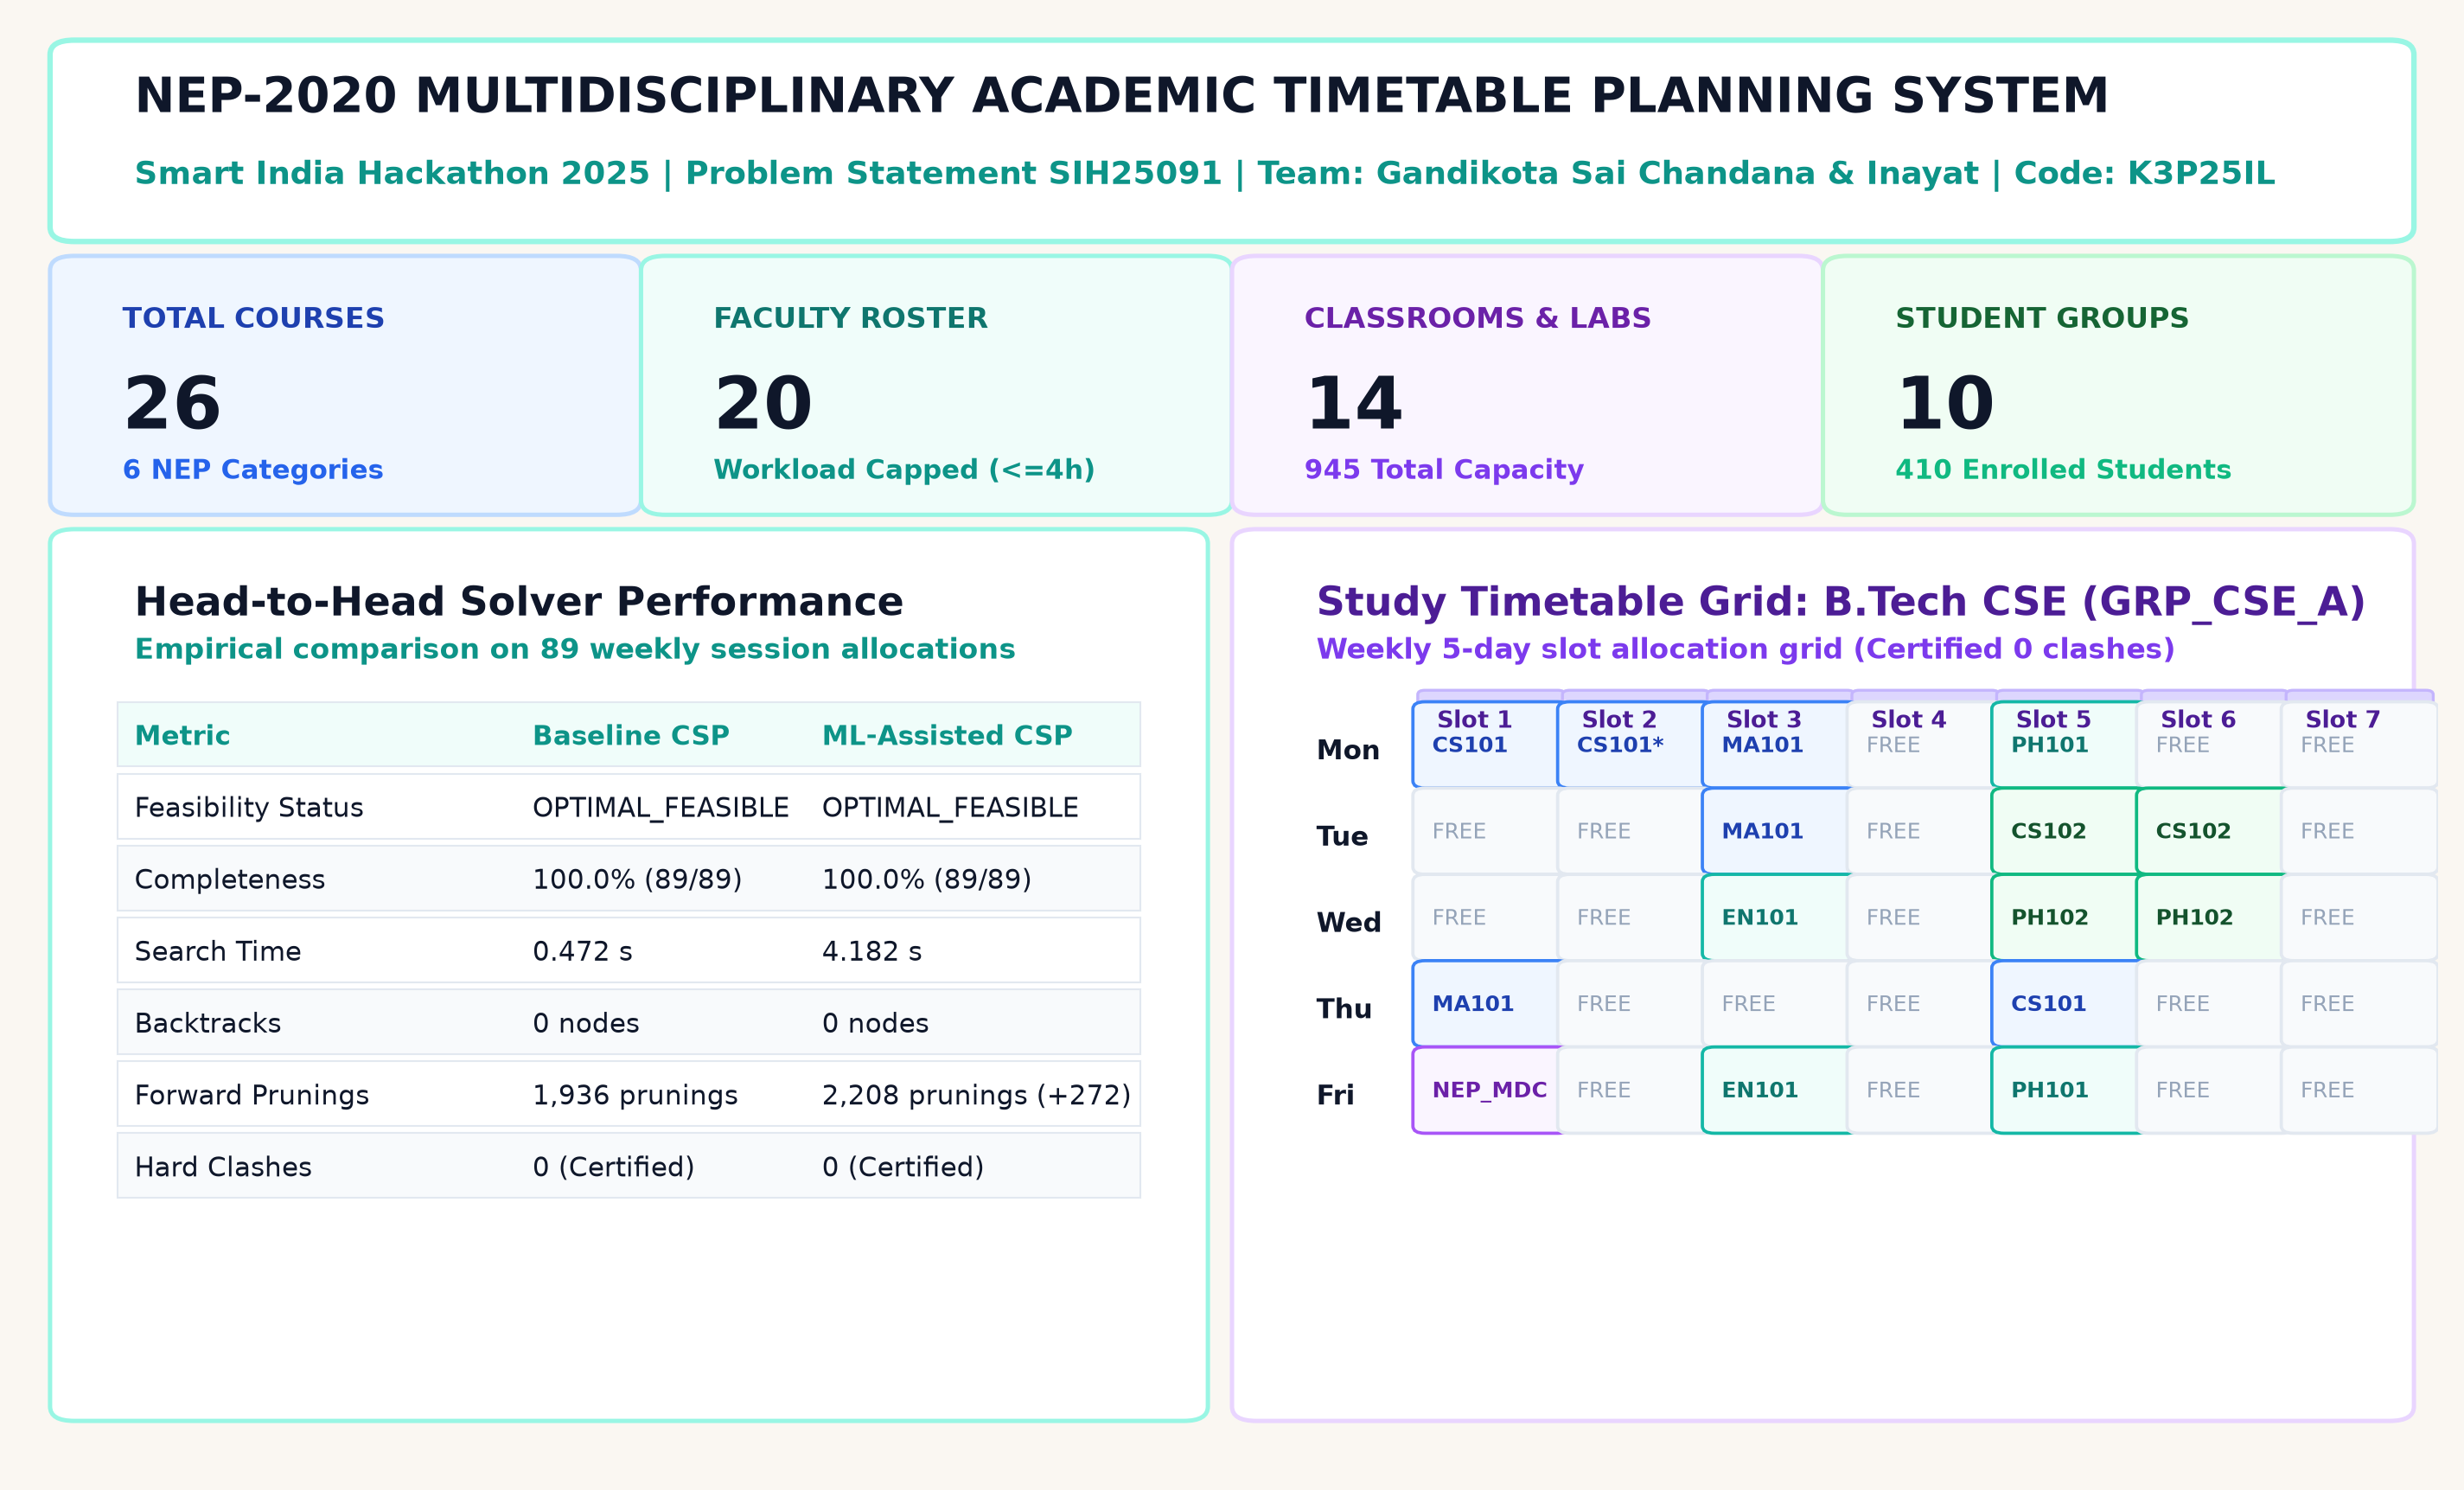 NEP-2020 MULTIDISCIPLINARY ACADEMIC TIMETABLE PLANNING SYSTEM
Smart India Hackathon 2025 | Problem Statement SIH25091 | Team: Gandikota Sai Chandana & Inayat | Code: K3P25IL
TOTAL COURSES
26
6 NEP Categories
FACULTY ROSTER
20
Workload Capped (<=4h)
CLASSROOMS & LABS
14
945 Total Capacity
STUDENT GROUPS
10
410 Enrolled Students
Head-to-Head Solver Performance
Empirical comparison on 89 weekly session allocations
Metric Baseline CSP ML-Assisted CSP
Feasibility Status OPTIMAL_FEASIBLE OPTIMAL_FEASIBLE
Completeness 100.0% (89/89) 100.0% (89/89)
Search Time 0.472 s 4.182 s
Backtracks 0 nodes 0 nodes
Forward Prunings 1,936 prunings 2,208 prunings (+272)
Hard Clashes 0 (Certified) 0 (Certified)
Study Timetable Grid: B.Tech CSE (GRP_CSE_A)
Weekly 5-day slot allocation grid (Certified 0 clashes)
Slot 1 Slot 2 Slot 3 Slot 4 Slot 5 Slot 6 Slot 7
Mon CS101 CS101* MA101 FREE PH101 FREE FREE
Tue FREE FREE MA101 FREE CS102 CS102 FREE
Wed FREE FREE EN101 FREE PH102 PH102 FREE
Thu MA101 FREE FREE FREE CS101 FREE FREE
Fri NEP_MDC FREE EN101 FREE PH101 FREE FREE